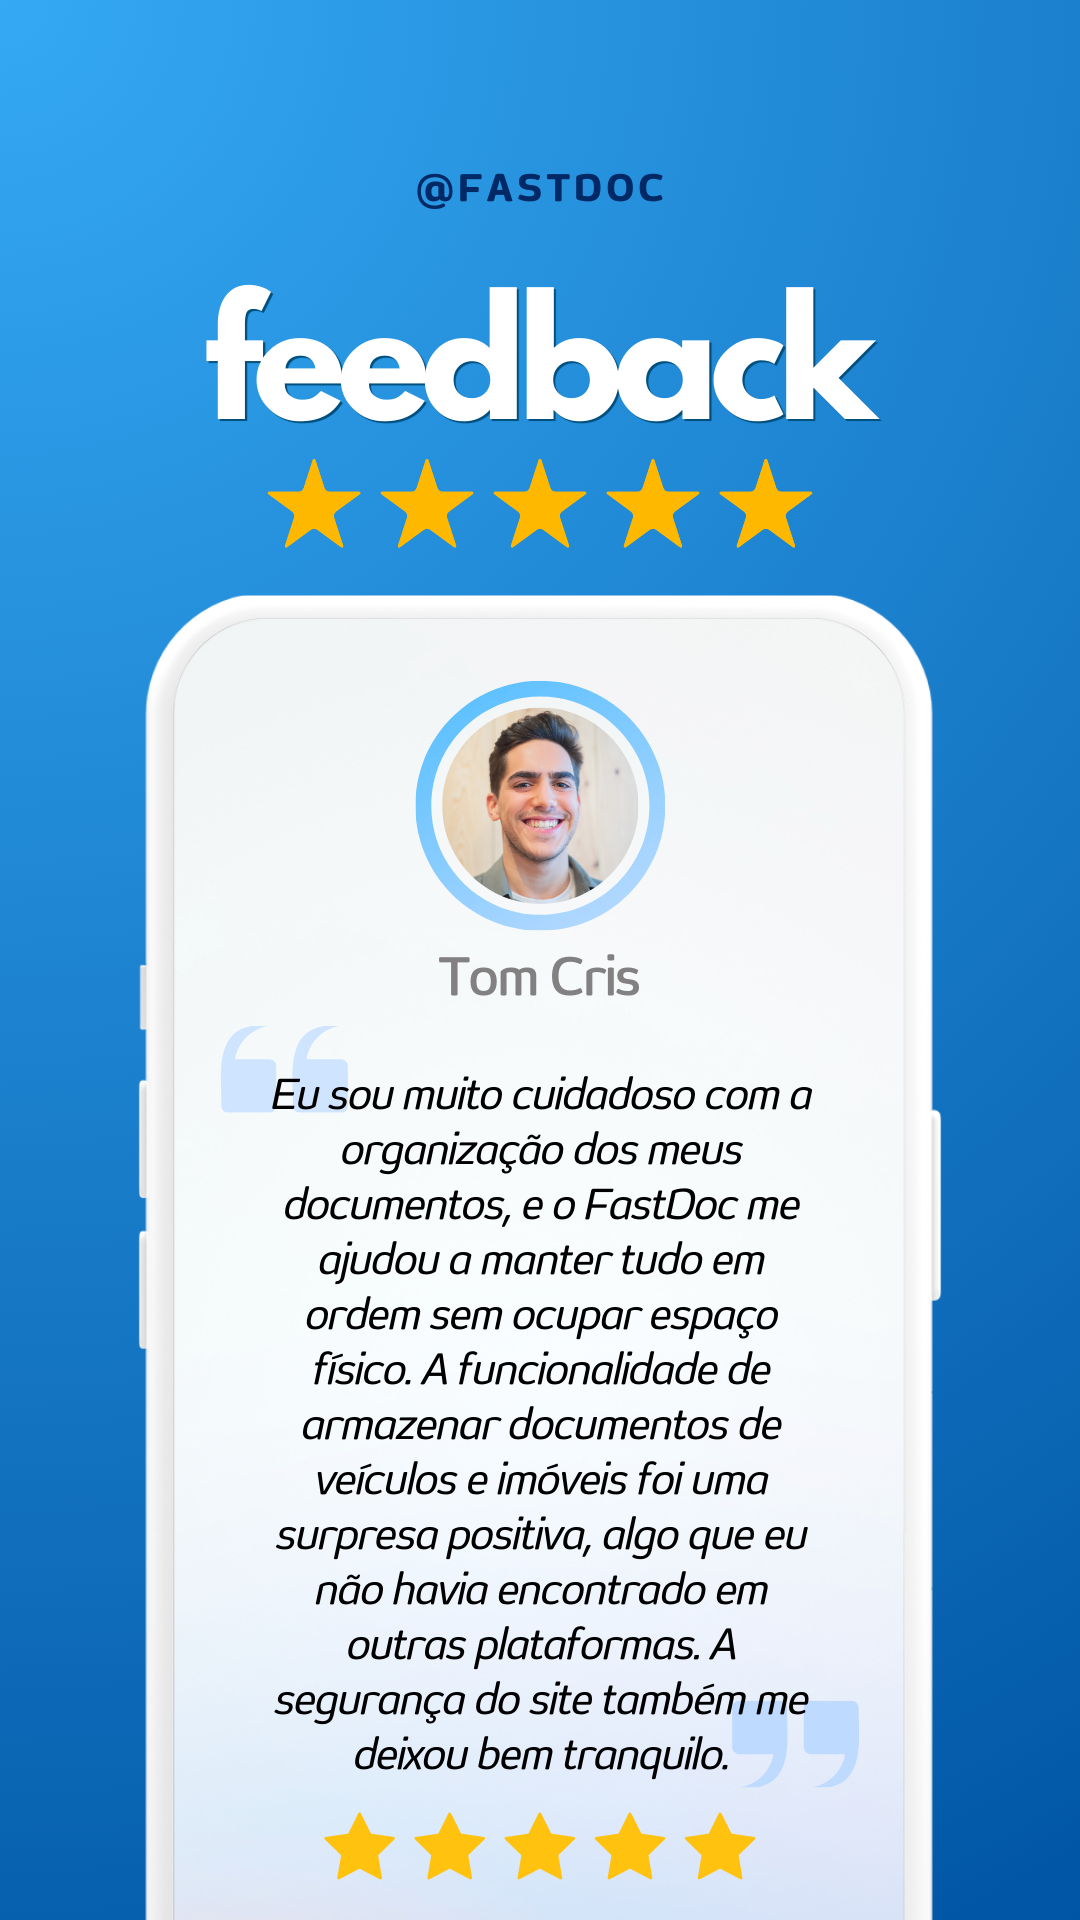 @FASTDOC
feedback
Tom Cris
Eu sou muito cuidadoso com a
organização dos meus
documentos, e o FastDoc me
ajudou a manter tudo em
ordem sem ocupar espaço
físico. A funcionalidade de
armazenar documentos de
veículos e imóveis foi uma
surpresa positiva, algo que eu
não havia encontrado em
outras plataformas. A
segurança do site também me
deixou bem tranquilo.